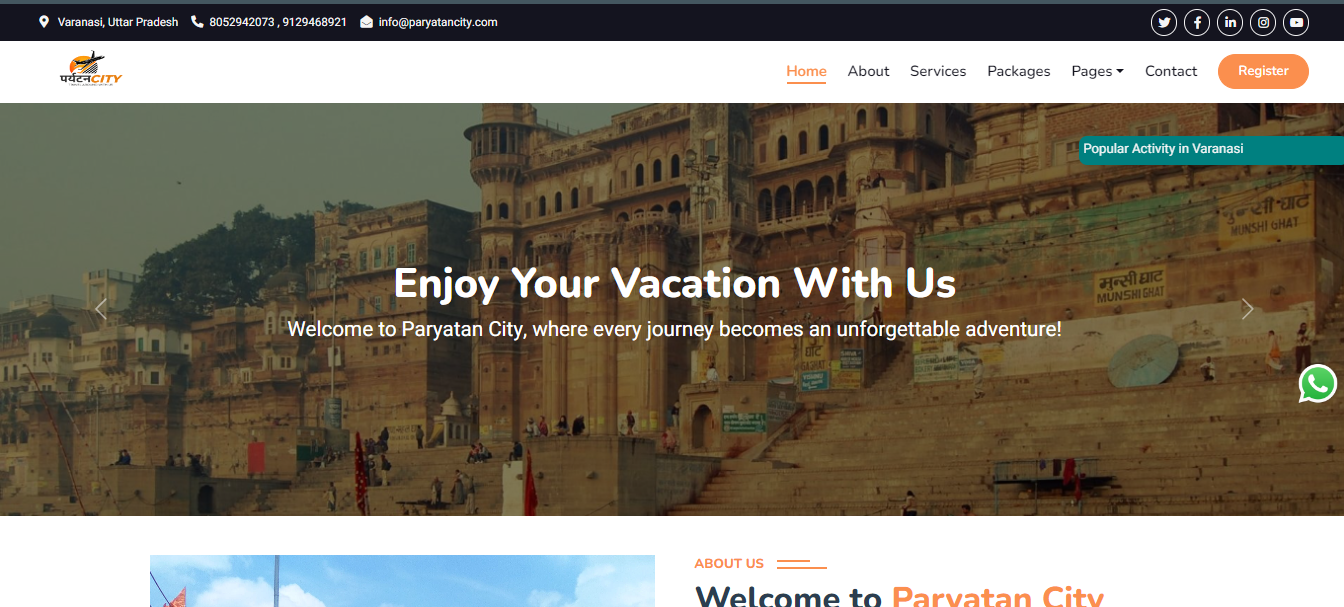 Varanasi, Uttar Pradesh 8052942073 , 9129468921 info@paryatancity.com
पर्यटनCITY
Home About Services Packages Pages Contact Register
Popular Activity in Varanasi
मुन्सी घाट
MUNSHI GHAT
मुन्सी घाट
MUNSHI GHAT
Enjoy Your Vacation With Us
Welcome to Paryatan City, where every journey becomes an unforgettable adventure!
घाट
ABOUT US
Welcome to Paryatan City